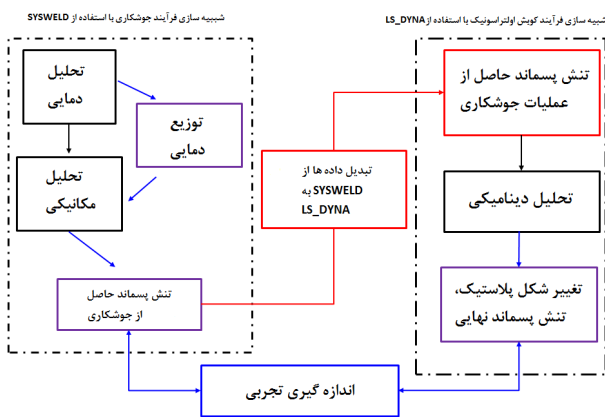 شبیه سازی فرآیند جوشکاری با استفاده از SYSWELD
شبیه سازی فرآیند کوبش اولتراسونیک با استفاده از LS_DYNA
تحلیل
دمایی
توزیع
دمایی
تحلیل
مکانیکی
تنش پسماند حاصل
از جوشکاری
تبدیل داده ها از
SYSWELD
به
LS_DYNA
تنش پسماند حاصل از
عملیات جوشکاری
تحلیل دینامیکی
تغییر شکل پلاستیک،
تنش پسماند نهایی
اندازه گیری تجربی